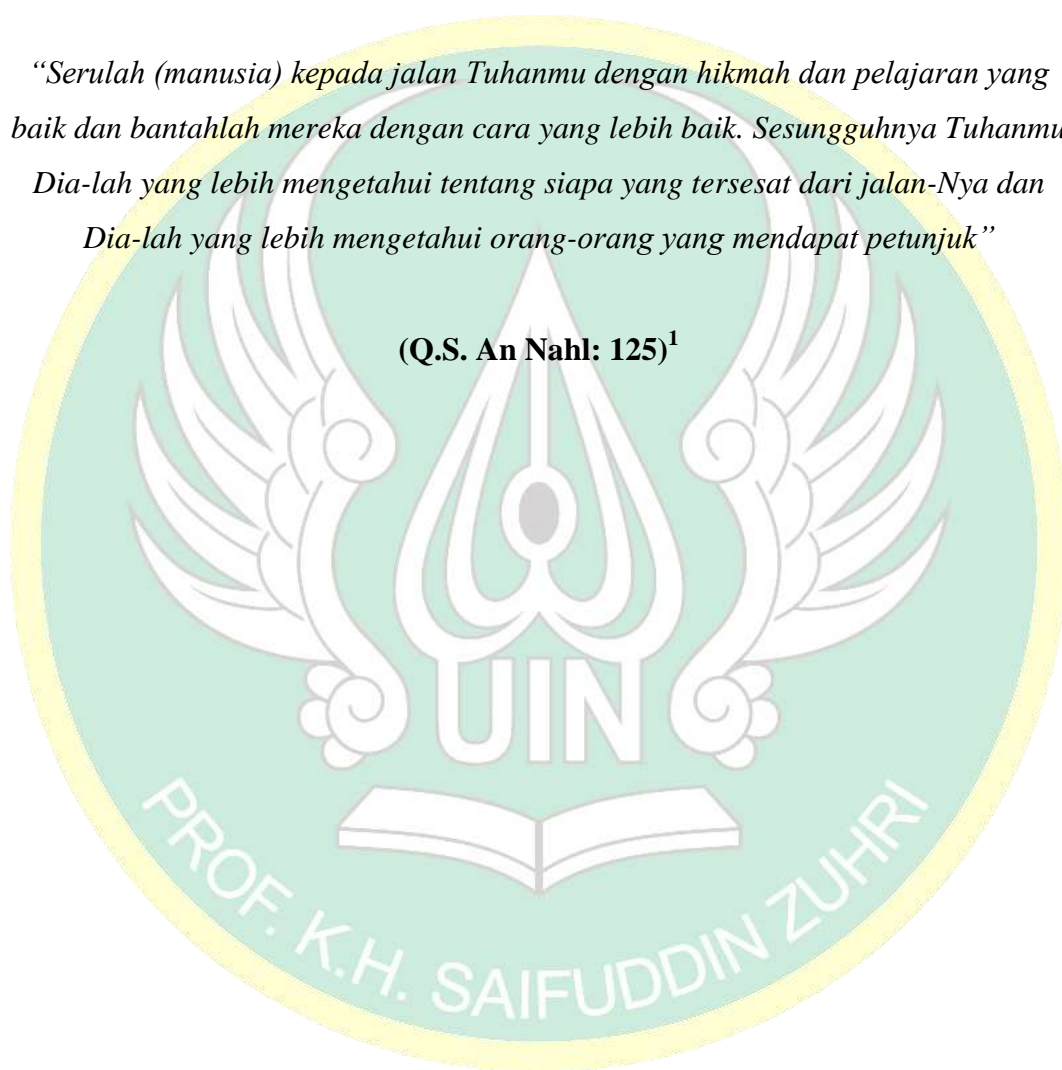 “Serulah (manusia) kepada jalan Tuhanmu dengan hikmah dan pelajaran yang
baik dan bantahlah mereka dengan cara yang lebih baik. Sesungguhnya Tuhanmu
Dia-lah yang lebih mengetahui tentang siapa yang tersesat dari jalan-Nya dan
Dia-lah yang lebih mengetahui orang-orang yang mendapat petunjuk”
(Q.S. An Nahl: 125)¹
UIN
PROF. K.H. SAIFUDDIN ZUHRI